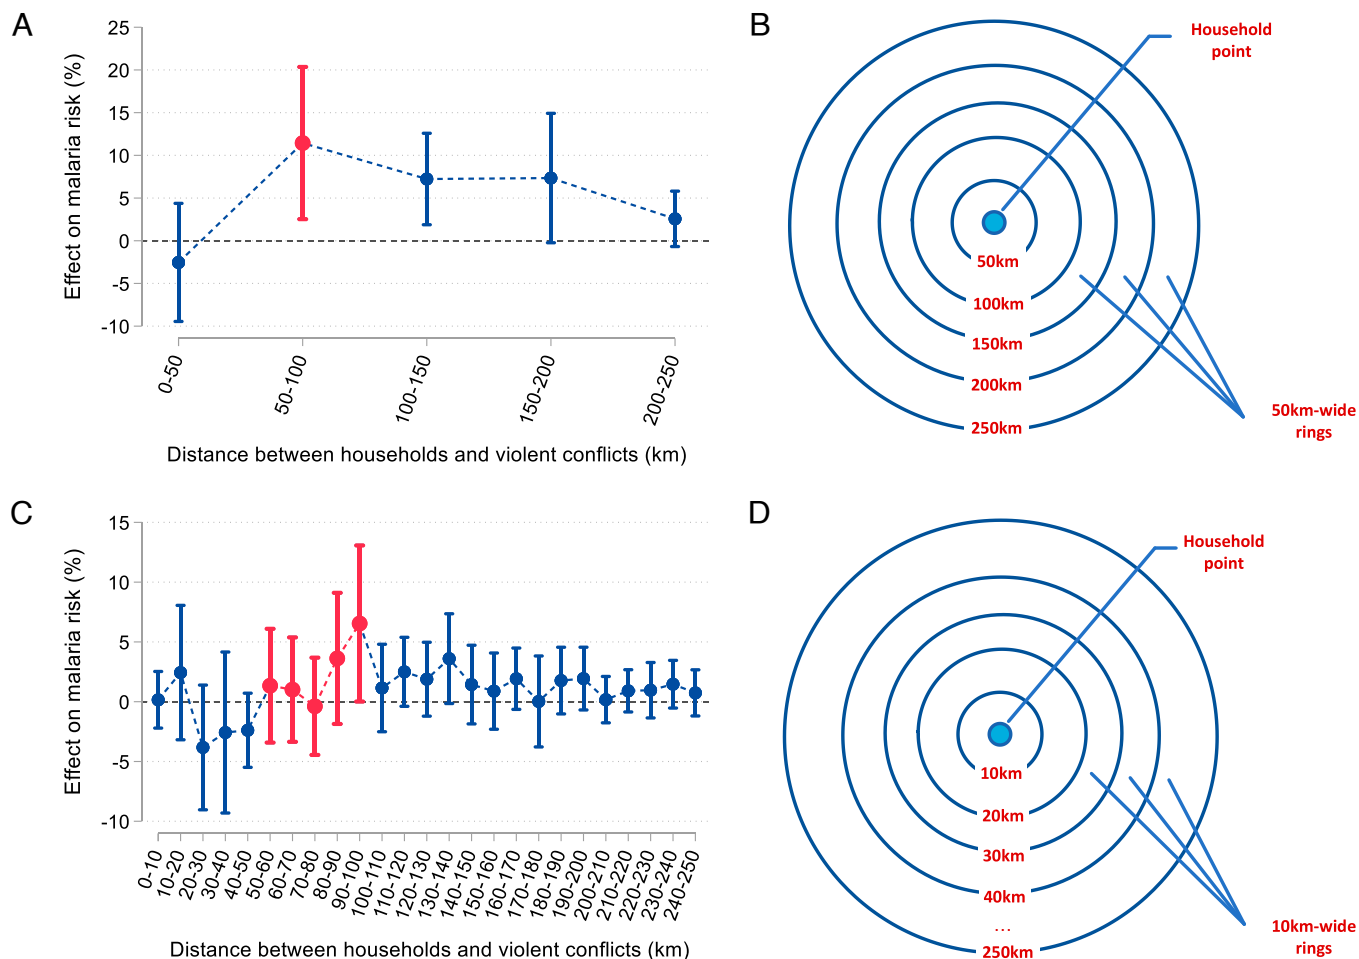 A
Effect on malaria risk (%)
25
20
15
10
5
0
-5
-10
0-50
50-100
100-150
150-200
200-250
Distance between households and violent conflicts (km)
B
Household
point
50km
100km
150km
200km
250km
50km-wide
rings
C
Effect on malaria risk (%)
15
10
5
0
-5
-10
0-10
10-20
20-30
30-40
40-50
50-60
60-70
70-80
80-90
90-100
100-110
110-120
120-130
130-140
140-150
150-160
160-170
170-180
180-190
190-200
200-210
210-220
220-230
230-240
240-250
Distance between households and violent conflicts (km)
D
Household
point
10km
20km
30km
40km
...
250km
10km-wide
rings